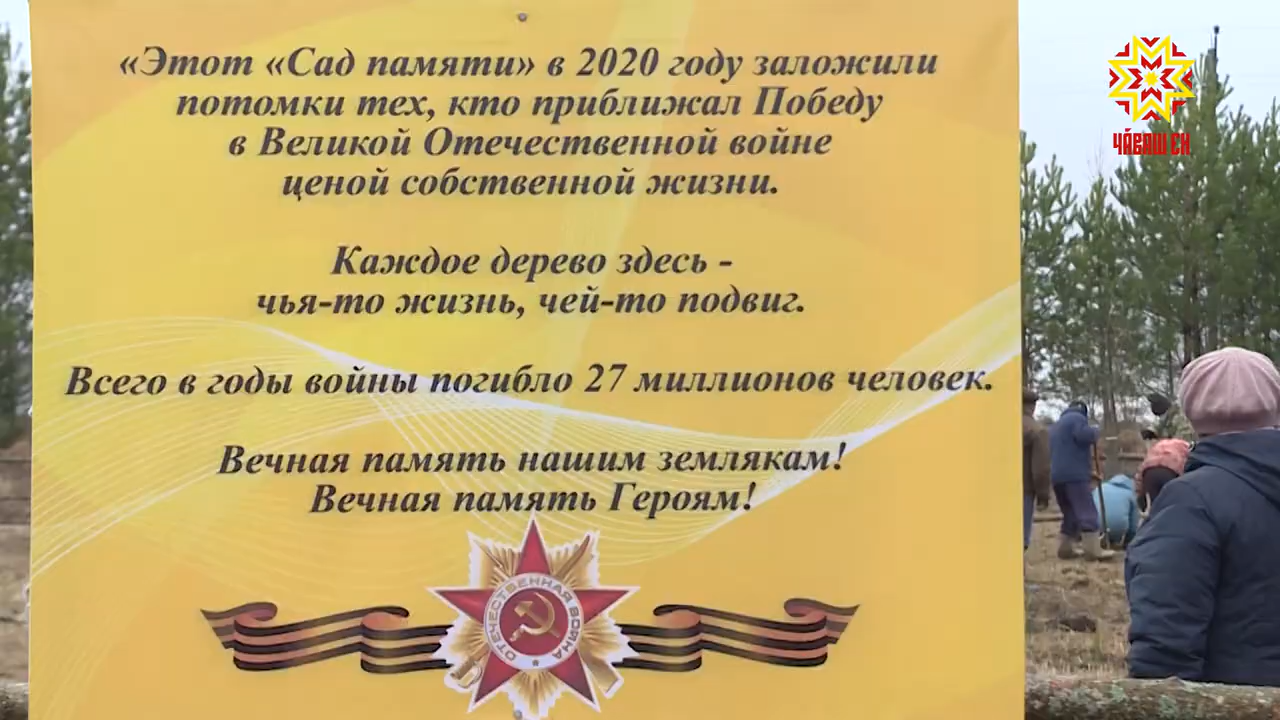 «Этот «Сад памяти» в 2020 году заложили
потомки тех, кто приближал Победу
в Великой Отечественной войне
ценой собственной жизни.
Каждое дерево здесь -
чья-то жизнь, чей-то подвиг.
Всего в годы войны погибло 27 миллионов человек.
Вечная память нашим землякам!
Вечная память Героям!
ОТЕЧЕСТВЕННАЯ ВОЙНА
ЧӐВАШ ЕН